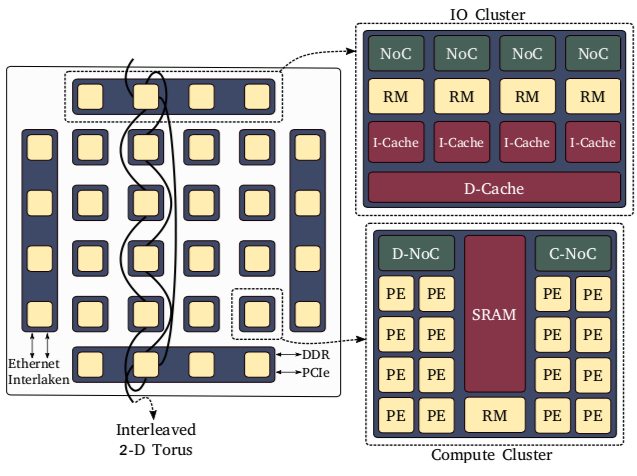 IO Cluster
NoC NoC NoC NoC
RM RM RM RM
I-Cache I-Cache I-Cache I-Cache
D-Cache
D-NoC C-NoC
SRAM
PE PE PE PE
PE PE PE PE
PE PE PE PE
PE PE RM PE PE
Compute Cluster
Ethernet
Interlaken
DDR
PCIe
Interleaved
2-D Torus